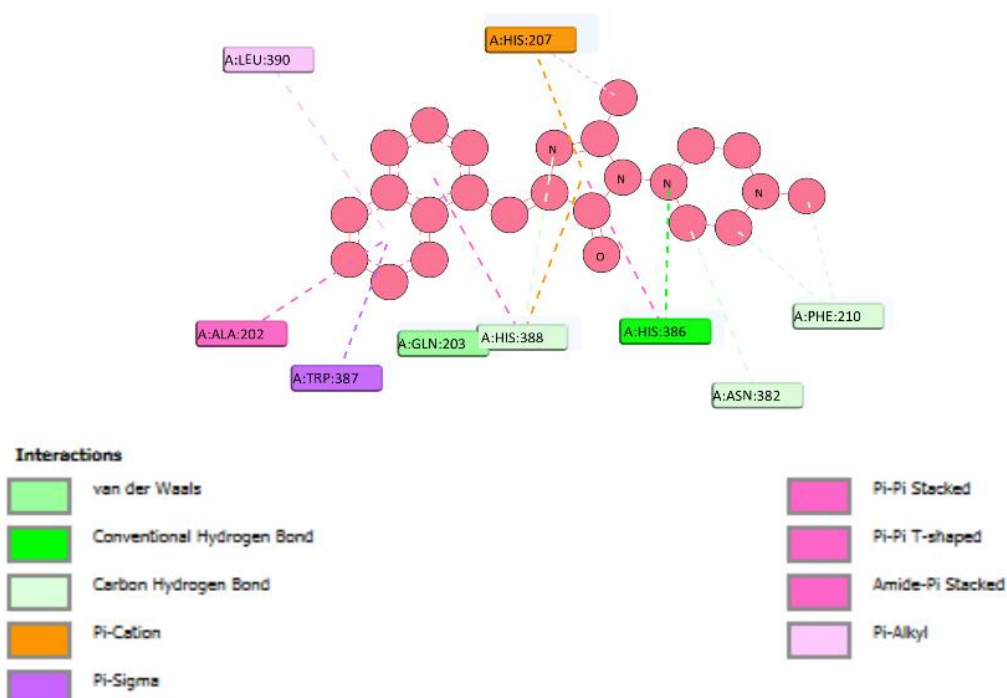 A:HIS:207
A:LEU:390
N
N
N
N
O
A:PHE:210
A:ALA:202
A:GLN:203
A:HIS:388
A:HIS:386
A:TRP:387
A:ASN:382
Interactions
van der Waals
Conventional Hydrogen Bond
Carbon Hydrogen Bond
Pi-Cation
Pi-Sigma
Pi-Pi Stacked
Pi-Pi T-shaped
Amide-Pi Stacked
Pi-Alkyl